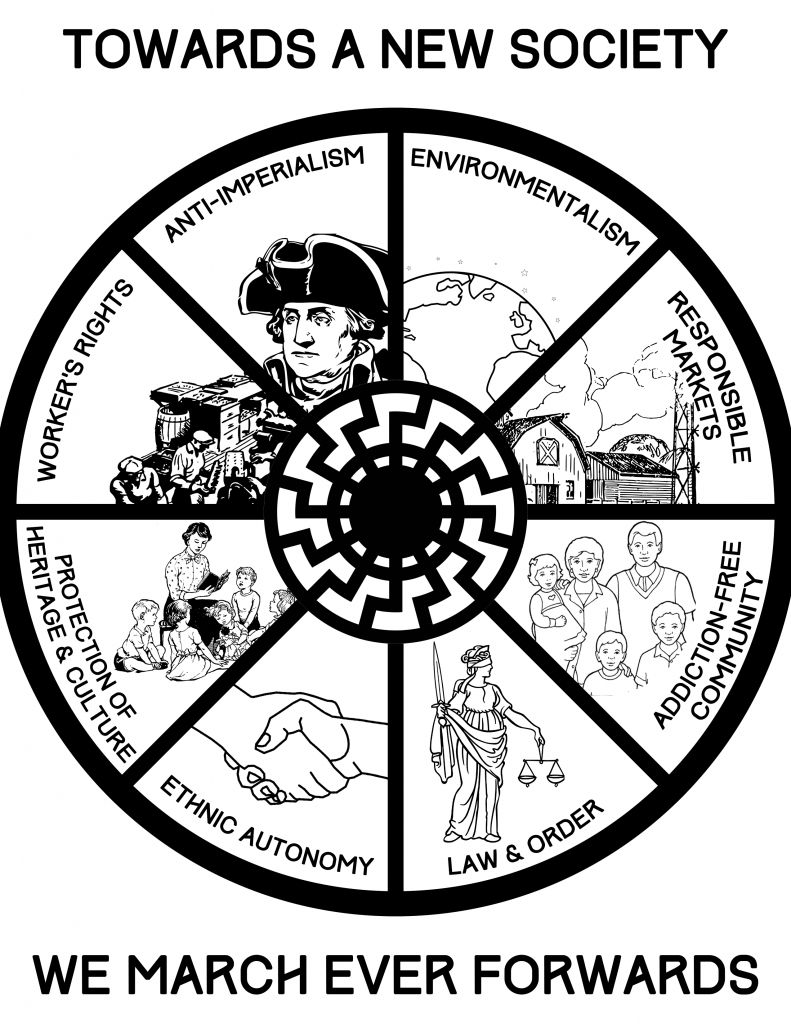 TOWARDS A NEW SOCIETY
ANTI-IMPERIALISM
ENVIRONMENTALISM
WORKER'S RIGHTS
RESPONSIBLE
MARKETS
PROTECTION OF
HERITAGE & CULTURE
ADDICTION-FREE
COMMUNITY
ETHNIC AUTONOMY
LAW & ORDER
WE MARCH EVER FORWARDS